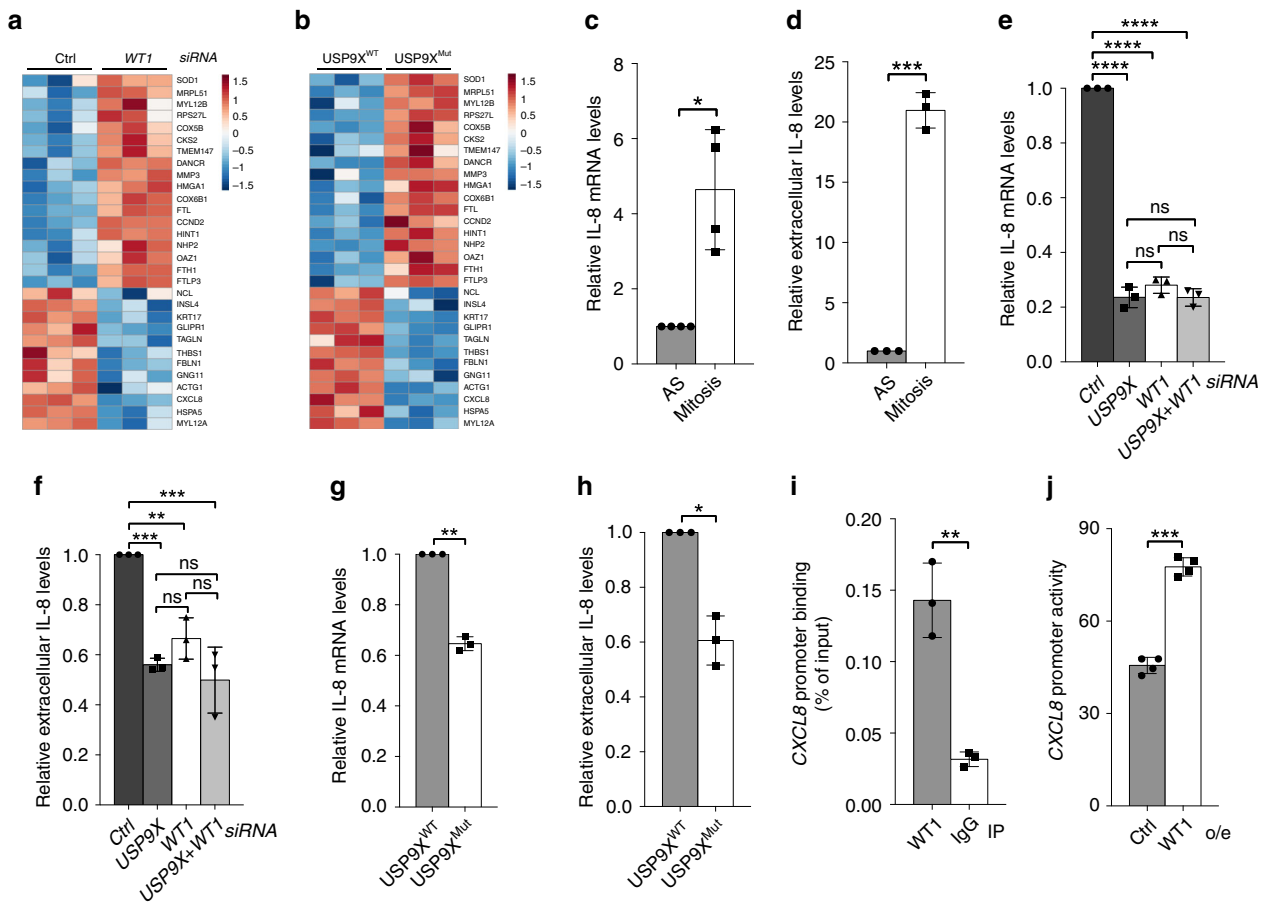 a
Ctrl WT1 siRNA
1.5
1
0.5
0
−0.5
−1
−1.5
SOD1
MRPL51
MYL12B
RPS27L
COX5B
CKS2
TMEM147
DANCR
MMP3
HMGA1
COX6B1
FTL
CCND2
HINT1
NHP2
OAZ1
FTH1
FTLP3
NCL
INSL4
KRT17
GLIPR1
TAGLN
THBS1
FBLN1
GNG11
ACTG1
CXCL8
HSPA5
MYL12A
b
USP9X^WT USP9X^Mut
1.5
1
0.5
0
−0.5
−1
−1.5
SOD1
MRPL51
MYL12B
RPS27L
COX5B
CKS2
TMEM147
DANCR
MMP3
HMGA1
COX6B1
FTL
CCND2
HINT1
NHP2
OAZ1
FTH1
FTLP3
NCL
INSL4
KRT17
GLIPR1
TAGLN
THBS1
FBLN1
GNG11
ACTG1
CXCL8
HSPA5
MYL12A
c
Relative IL-8 mRNA levels
8
6
4
2
0
*
AS
Mitosis
d
Relative extracellular IL-8 levels
25
20
15
10
5
0
***
AS
Mitosis
e
Relative IL-8 mRNA levels
1.0
0.8
0.6
0.4
0.2
0.0
****
****
****
ns
ns
ns
Ctrl
USP9X
WT1
USP9X+WT1
siRNA
f
Relative extracellular IL-8 levels
1.0
0.8
0.6
0.4
0.2
0.0
***
**
***
ns
ns
ns
Ctrl
USP9X
WT1
USP9X+WT1
siRNA
g
Relative IL-8 mRNA levels
1.0
0.8
0.6
0.4
0.2
0.0
**
USP9X^WT
USP9X^Mut
h
Relative extracellular IL-8 levels
1.0
0.8
0.6
0.4
0.2
0.0
*
USP9X^WT
USP9X^Mut
i
CXCL8 promoter binding
(% of input)
0.20
0.15
0.10
0.05
0.00
**
WT1
IgG
IP
j
CXCL8 promoter activity
90
60
30
0
***
Ctrl
WT1
o/e